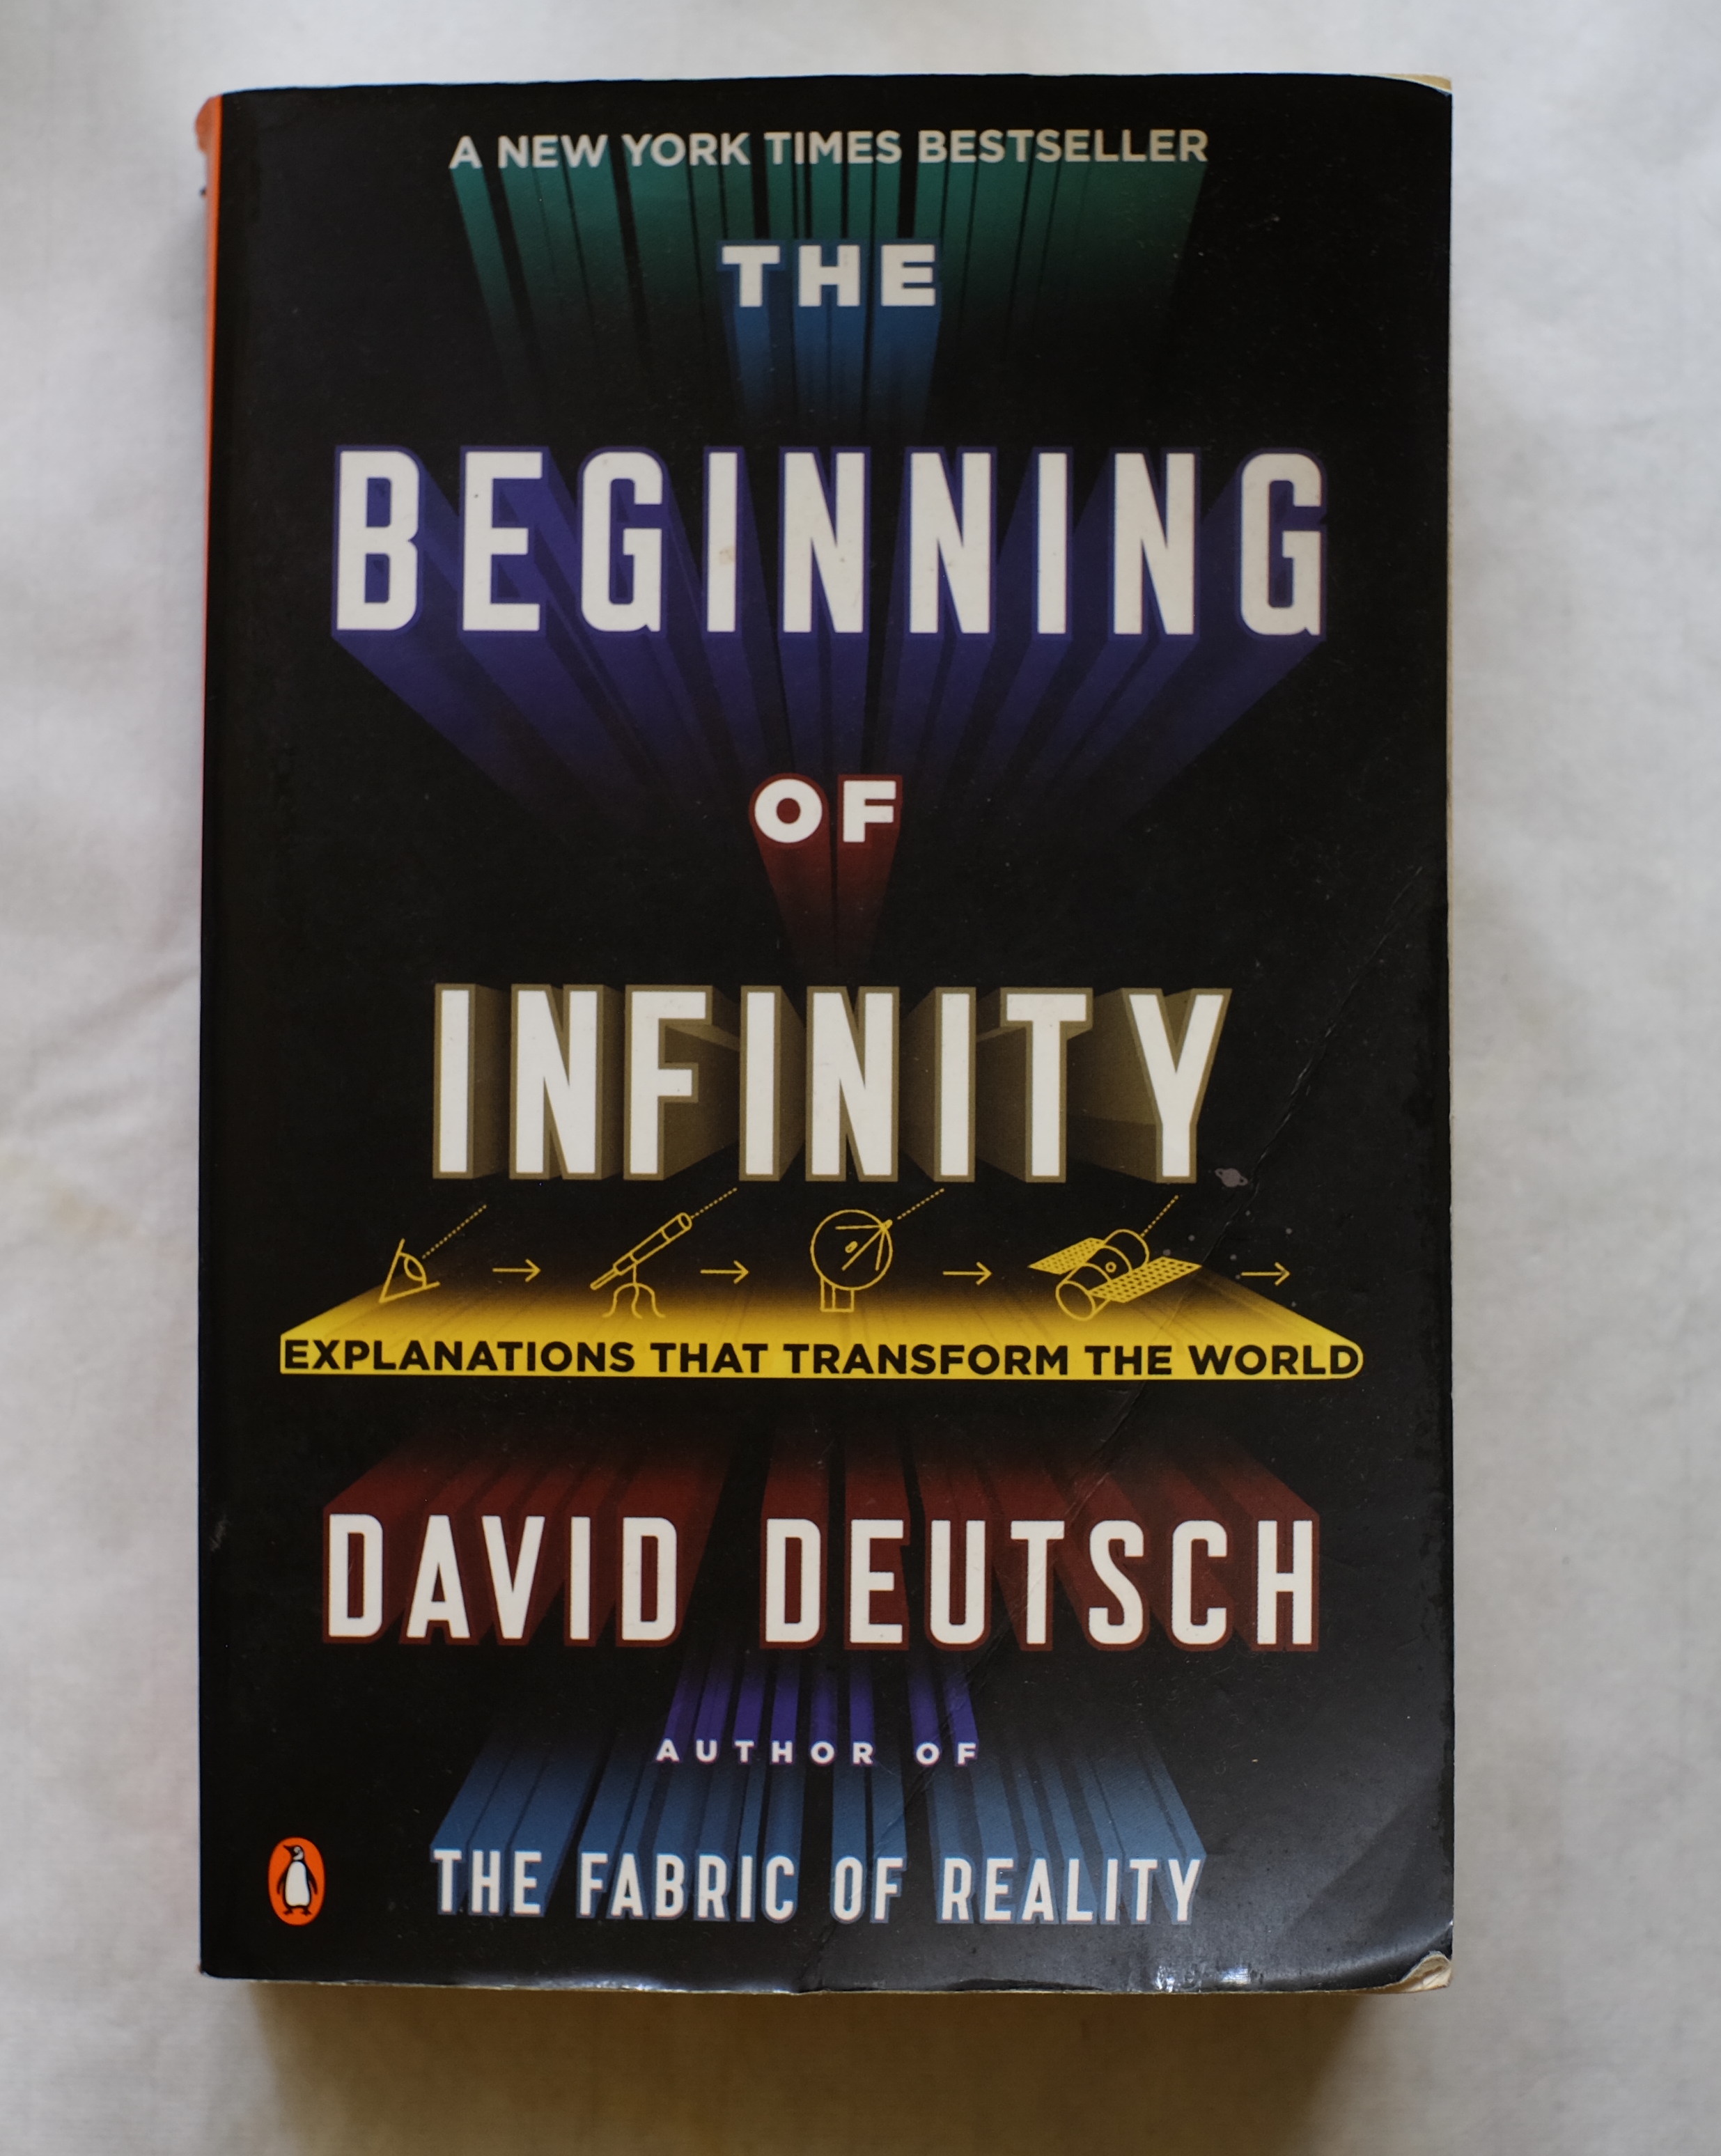 A NEW YORK TIMES BESTSELLER
THE
BEGINNING
OF
INFINITY
EXPLANATIONS THAT TRANSFORM THE WORLD
DAVID DEUTSCH
AUTHOR OF
THE FABRIC OF REALITY